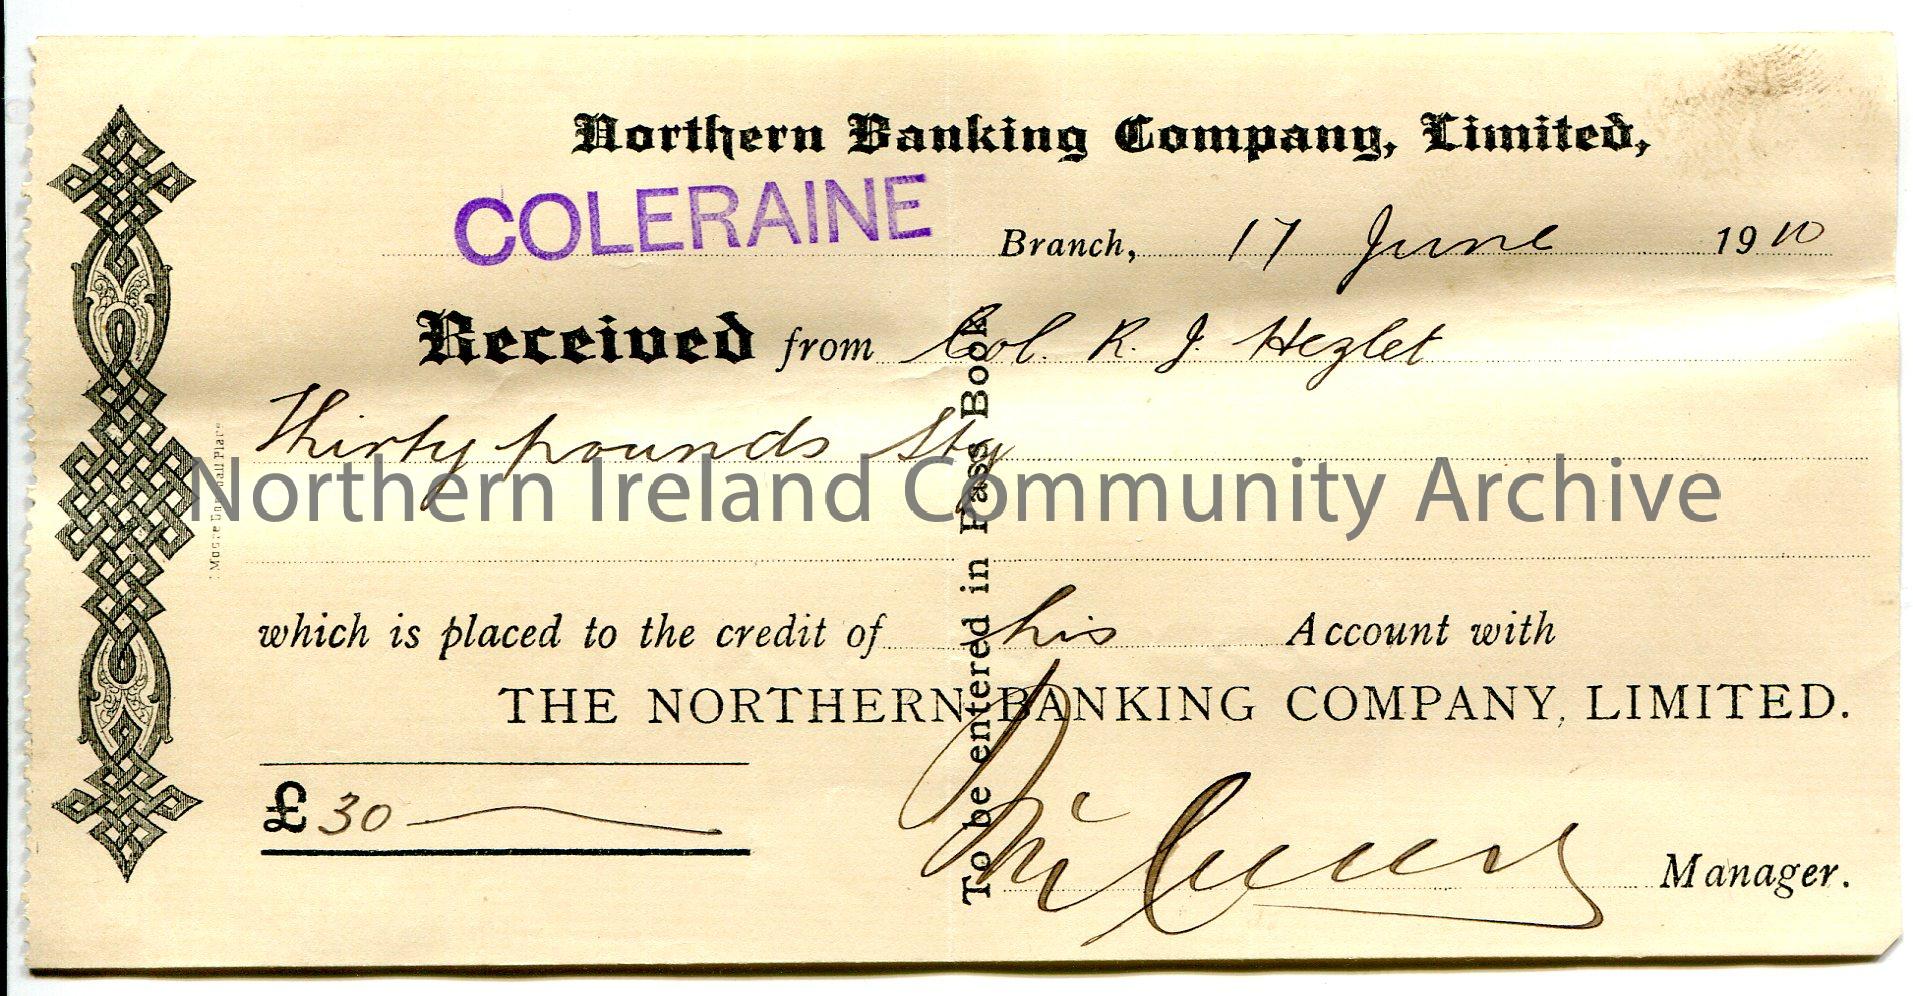 Northern Banking Company, Limited,
COLERAINE Branch, 17 June 1910
Received from Col. R. J. Hezlet
Thirty pounds Stg
Northern Ireland Community Archive
which is placed to the credit of his Account with
THE NORTHERN BANKING COMPANY, LIMITED.
£ 30
Manager.
To be entered in Pass Book